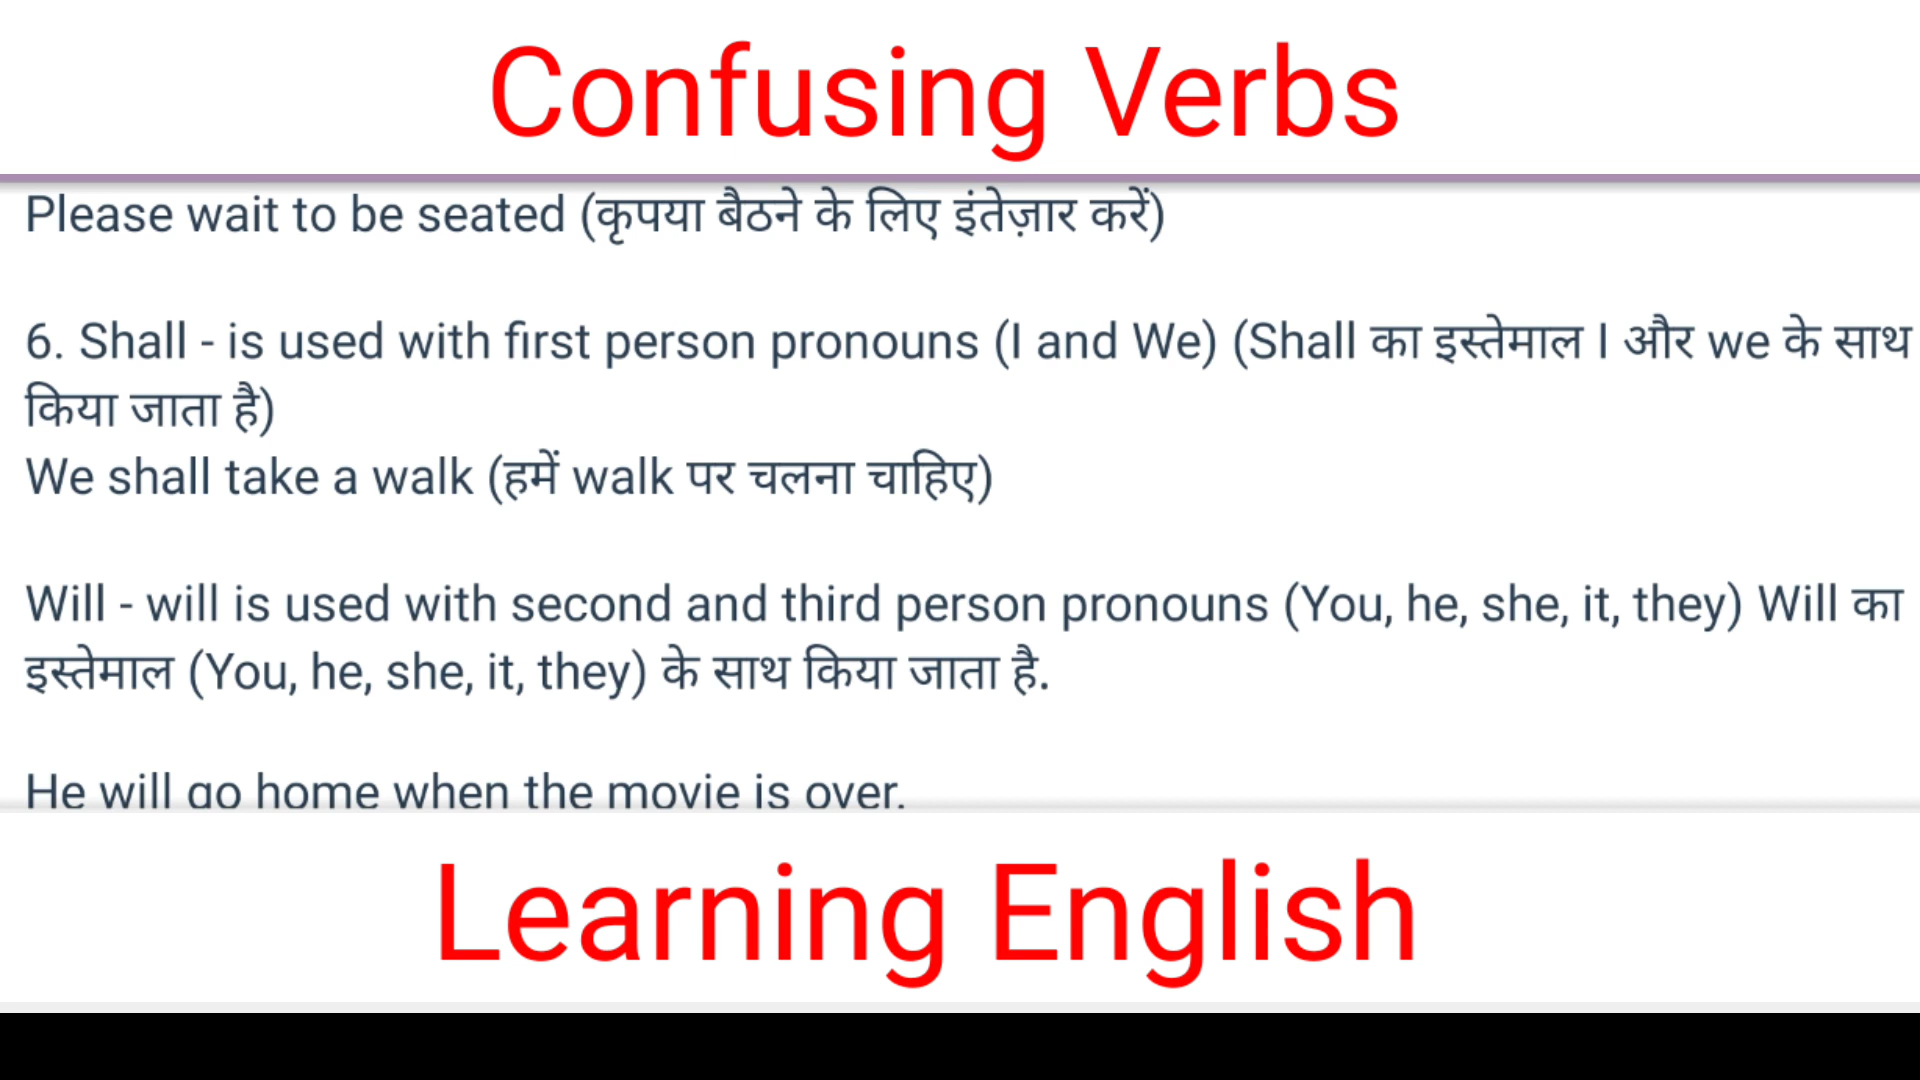 Confusing Verbs
Please wait to be seated (कृपया बैठने के लिए इंतेज़ार करें)
6. Shall - is used with first person pronouns (I and We) (Shall का इस्तेमाल I और we के साथ
किया जाता है)
We shall take a walk (हमें walk पर चलना चाहिए)
Will - will is used with second and third person pronouns (You, he, she, it, they) Will का
इस्तेमाल (You, he, she, it, they) के साथ किया जाता है.
He will go home when the movie is over.
Learning English